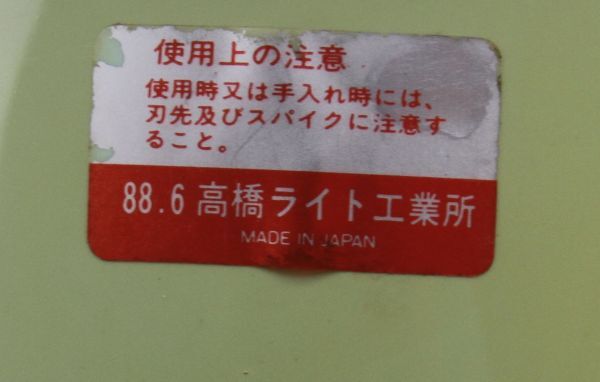 使用上の注意
使用時又は手入れ時には、
刃先及びスパイクに注意す
ること。
88.6 高橋ライト工業所
MADE IN JAPAN